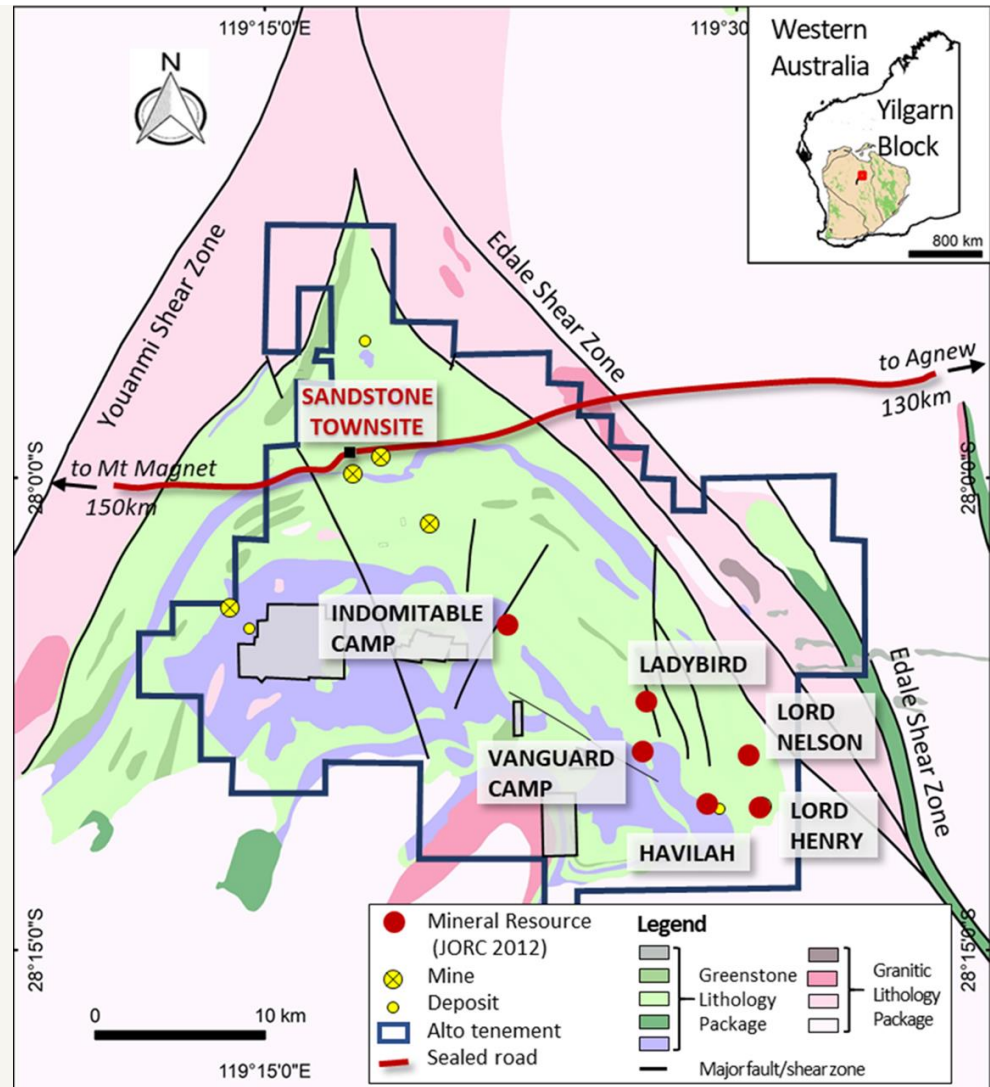 119°15'0"E
119°30
Western
Australia
Yilgarn
Block
800 km
N
Youanmi Shear Zone
Edale Shear Zone
to Agnew
130km
SANDSTONE
TOWNSITE
to Mt Magnet
150km
28°0'0"S
28°0'0"S
INDOMITABLE
CAMP
LADYBIRD
LORD
NELSON
VANGUARD
CAMP
LORD
HENRY
HAVILAH
Edale Shear Zone
28°15'0"S
28°15'0"S
0 10 km
119°15'0"E
Mineral Resource
(JORC 2012)
Mine
Deposit
Alto tenement
Sealed road
Legend
Greenstone
Lithology
Package
Granitic
Lithology
Package
Major fault/shear zone